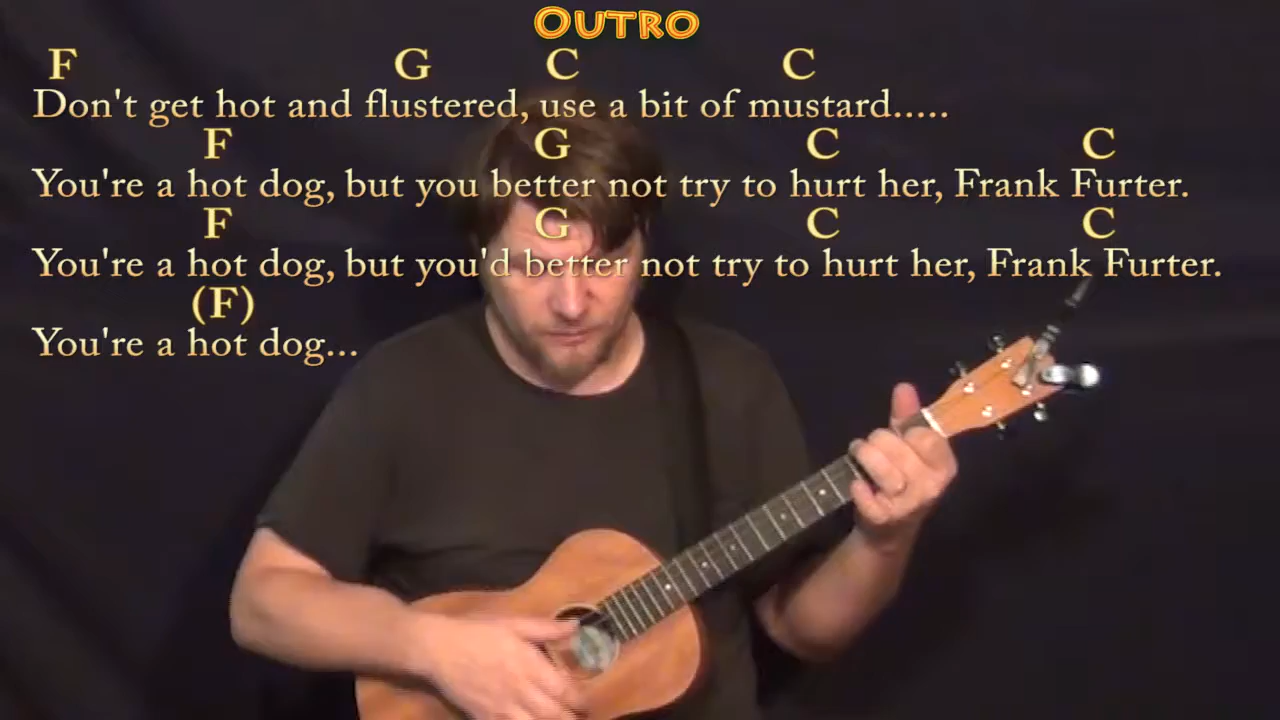 OUTRO
F G C C
Don't get hot and flustered, use a bit of mustard.....
F G C C
You're a hot dog, but you better not try to hurt her, Frank Furter.
F G C C
You're a hot dog, but you'd better not try to hurt her, Frank Furter.
(F)
You're a hot dog...